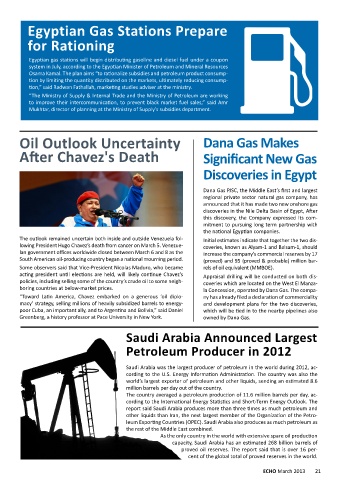 Egyptian Gas Stations Prepare
for Rationing
Egyptian gas stations will begin distributing gasoline and diesel fuel under a coupon
system in July, according to the Egyptian Minister of Petroleum and Mineral Resources
Osama Kamal. The plan aims "to rationalize subsidies and petroleum product consump-
tion by limiting the quantity distributed on the markets, ultimately reducing consump-
tion," said Radwan Fathallah, marketing studies adviser at the ministry.
"The Ministry of Supply & Internal Trade and the Ministry of Petroleum are working
to improve their intercommunication, to prevent black market fuel sales," said Amr
Mukhtar, director of planning at the Ministry of Supply's subsidies department.
Oil Outlook Uncertainty
After Chavez's Death
The outlook remained uncertain both inside and outside Venezuela fol-
lowing President Hugo Chavez's death from cancer on March 5. Venezue-
lan government offices worldwide closed between March 6 and 8 as the
South American oil-producing country began a national mourning period.
Some observers said that Vice-President Nicolas Maduro, who became
acting president until elections are held, will likely continue Chavez's
policies, including selling some of the country's crude oil to some neigh-
boring countries at below-market prices.
"Toward Latin America, Chavez embarked on a generous 'oil diplo-
macy' strategy, selling millions of heavily subsidized barrels to energy-
poor Cuba, an important ally, and to Argentina and Bolivia," said Daniel
Greenberg, a history professor at Pace University in New York.
Dana Gas Makes
Significant New Gas
Discoveries in Egypt
Dana Gas PJSC, the Middle East's first and largest
regional private sector natural gas company, has
announced that it has made two new onshore gas
discoveries in the Nile Delta Basin of Egypt. After
this discovery, the Company expressed its com-
mitment to pursuing long term partnership with
the national Egyptian companies.
Initial estimates indicate that together the two dis-
coveries, known as Allyam-1 and Balsam-1, should
increase the company's commercial reserves by 17
(proved) and 55 (proved & probable) million bar-
rels of oil equivalent (MMBOE).
Appraisal drilling will be conducted on both dis-
coveries which are located on the West El Manza-
la Concession, operated by Dana Gas. The compa-
ny has already filed a declaration of commerciality
and development plans for the two discoveries,
which will be tied in to the nearby pipelines also
owned by Dana Gas.
Saudi Arabia Announced Largest
Petroleum Producer in 2012
Saudi Arabia was the largest producer of petroleum in the world during 2012, ac-
cording to the U.S. Energy Information Administration. The country was also the
world's largest exporter of petroleum and other liquids, sending an estimated 8.6
million barrels per day out of the country.
The country averaged a petroleum production of 11.6 million barrels per day, ac-
cording to the International Energy Statistics and Short-Term Energy Outlook. The
report said Saudi Arabia produces more than three times as much petroleum and
other liquids than Iran, the next largest member of the Organization of the Petro-
leum Exporting Countries (OPEC). Saudi Arabia also produces as much petroleum as
the rest of the Middle East combined.
As the only country in the world with extensive spare oil production
capacity, Saudi Arabia has an estimated 268 billion barrels of
proved oil reserves. The report said that is over 16 per-
cent of the global total of proved reserves in the world.
ECHO March 2013 21